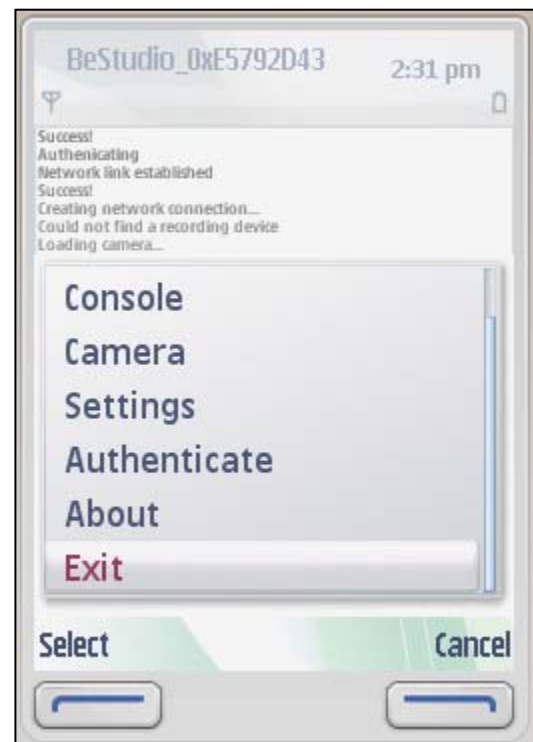 BeStudio_0xE5792D43
2:31 pm
Success!
Authenicating
Network link established
Success!
Creating network connection...
Could not find a recording device
Loading camera...
Console
Camera
Settings
Authenticate
About
Exit
Select
Cancel